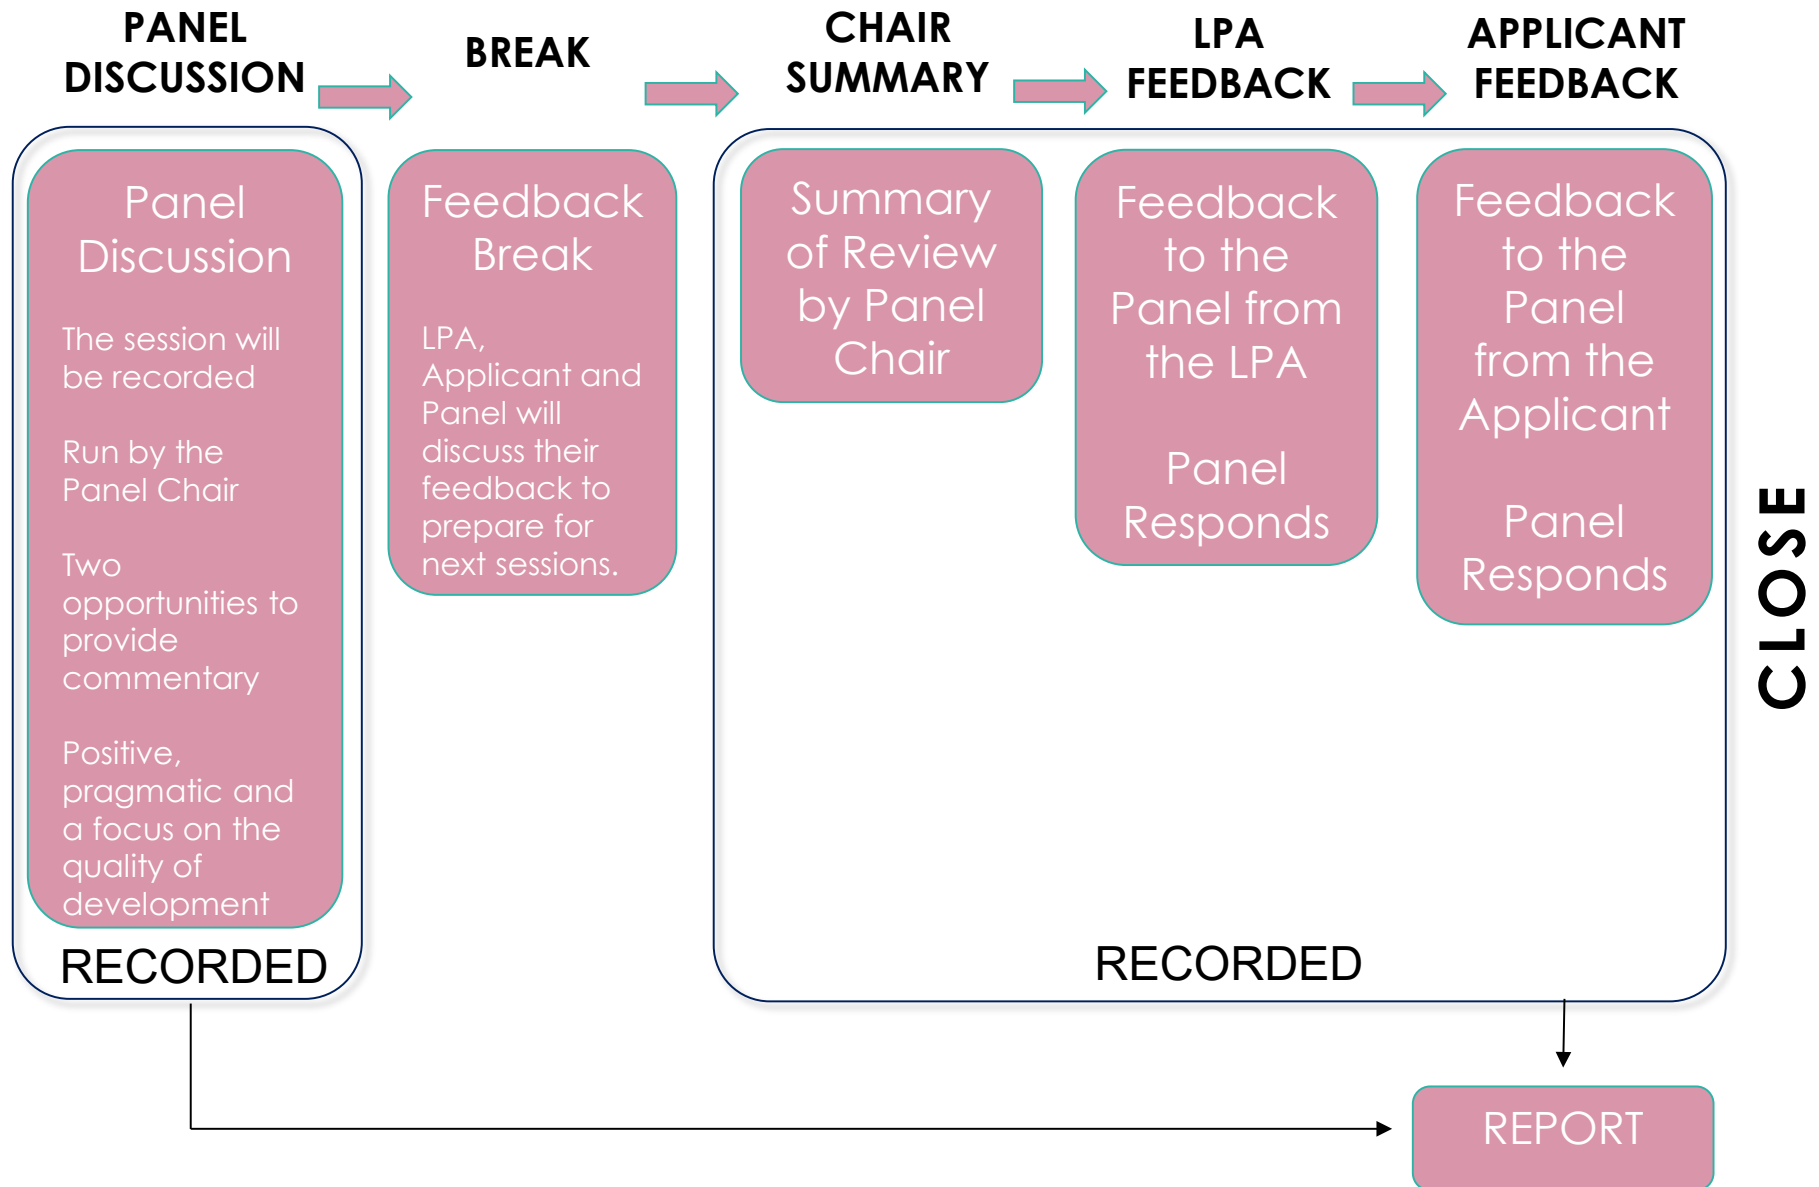 PANEL
DISCUSSION
BREAK
CHAIR
SUMMARY
LPA
FEEDBACK
APPLICANT
FEEDBACK
Panel
Discussion
The session will
be recorded
Run by the
Panel Chair
Two
opportunities to
provide
commentary
Positive,
pragmatic and
a focus on the
quality of
development
RECORDED
Feedback
Break
LPA,
Applicant and
Panel will
discuss their
feedback to
prepare for
next sessions.
Summary
of Review
by Panel
Chair
Feedback
to the
Panel from
the LPA
Panel
Responds
Feedback
to the
Panel
from the
Applicant
Panel
Responds
RECORDED
CLOSE
REPORT